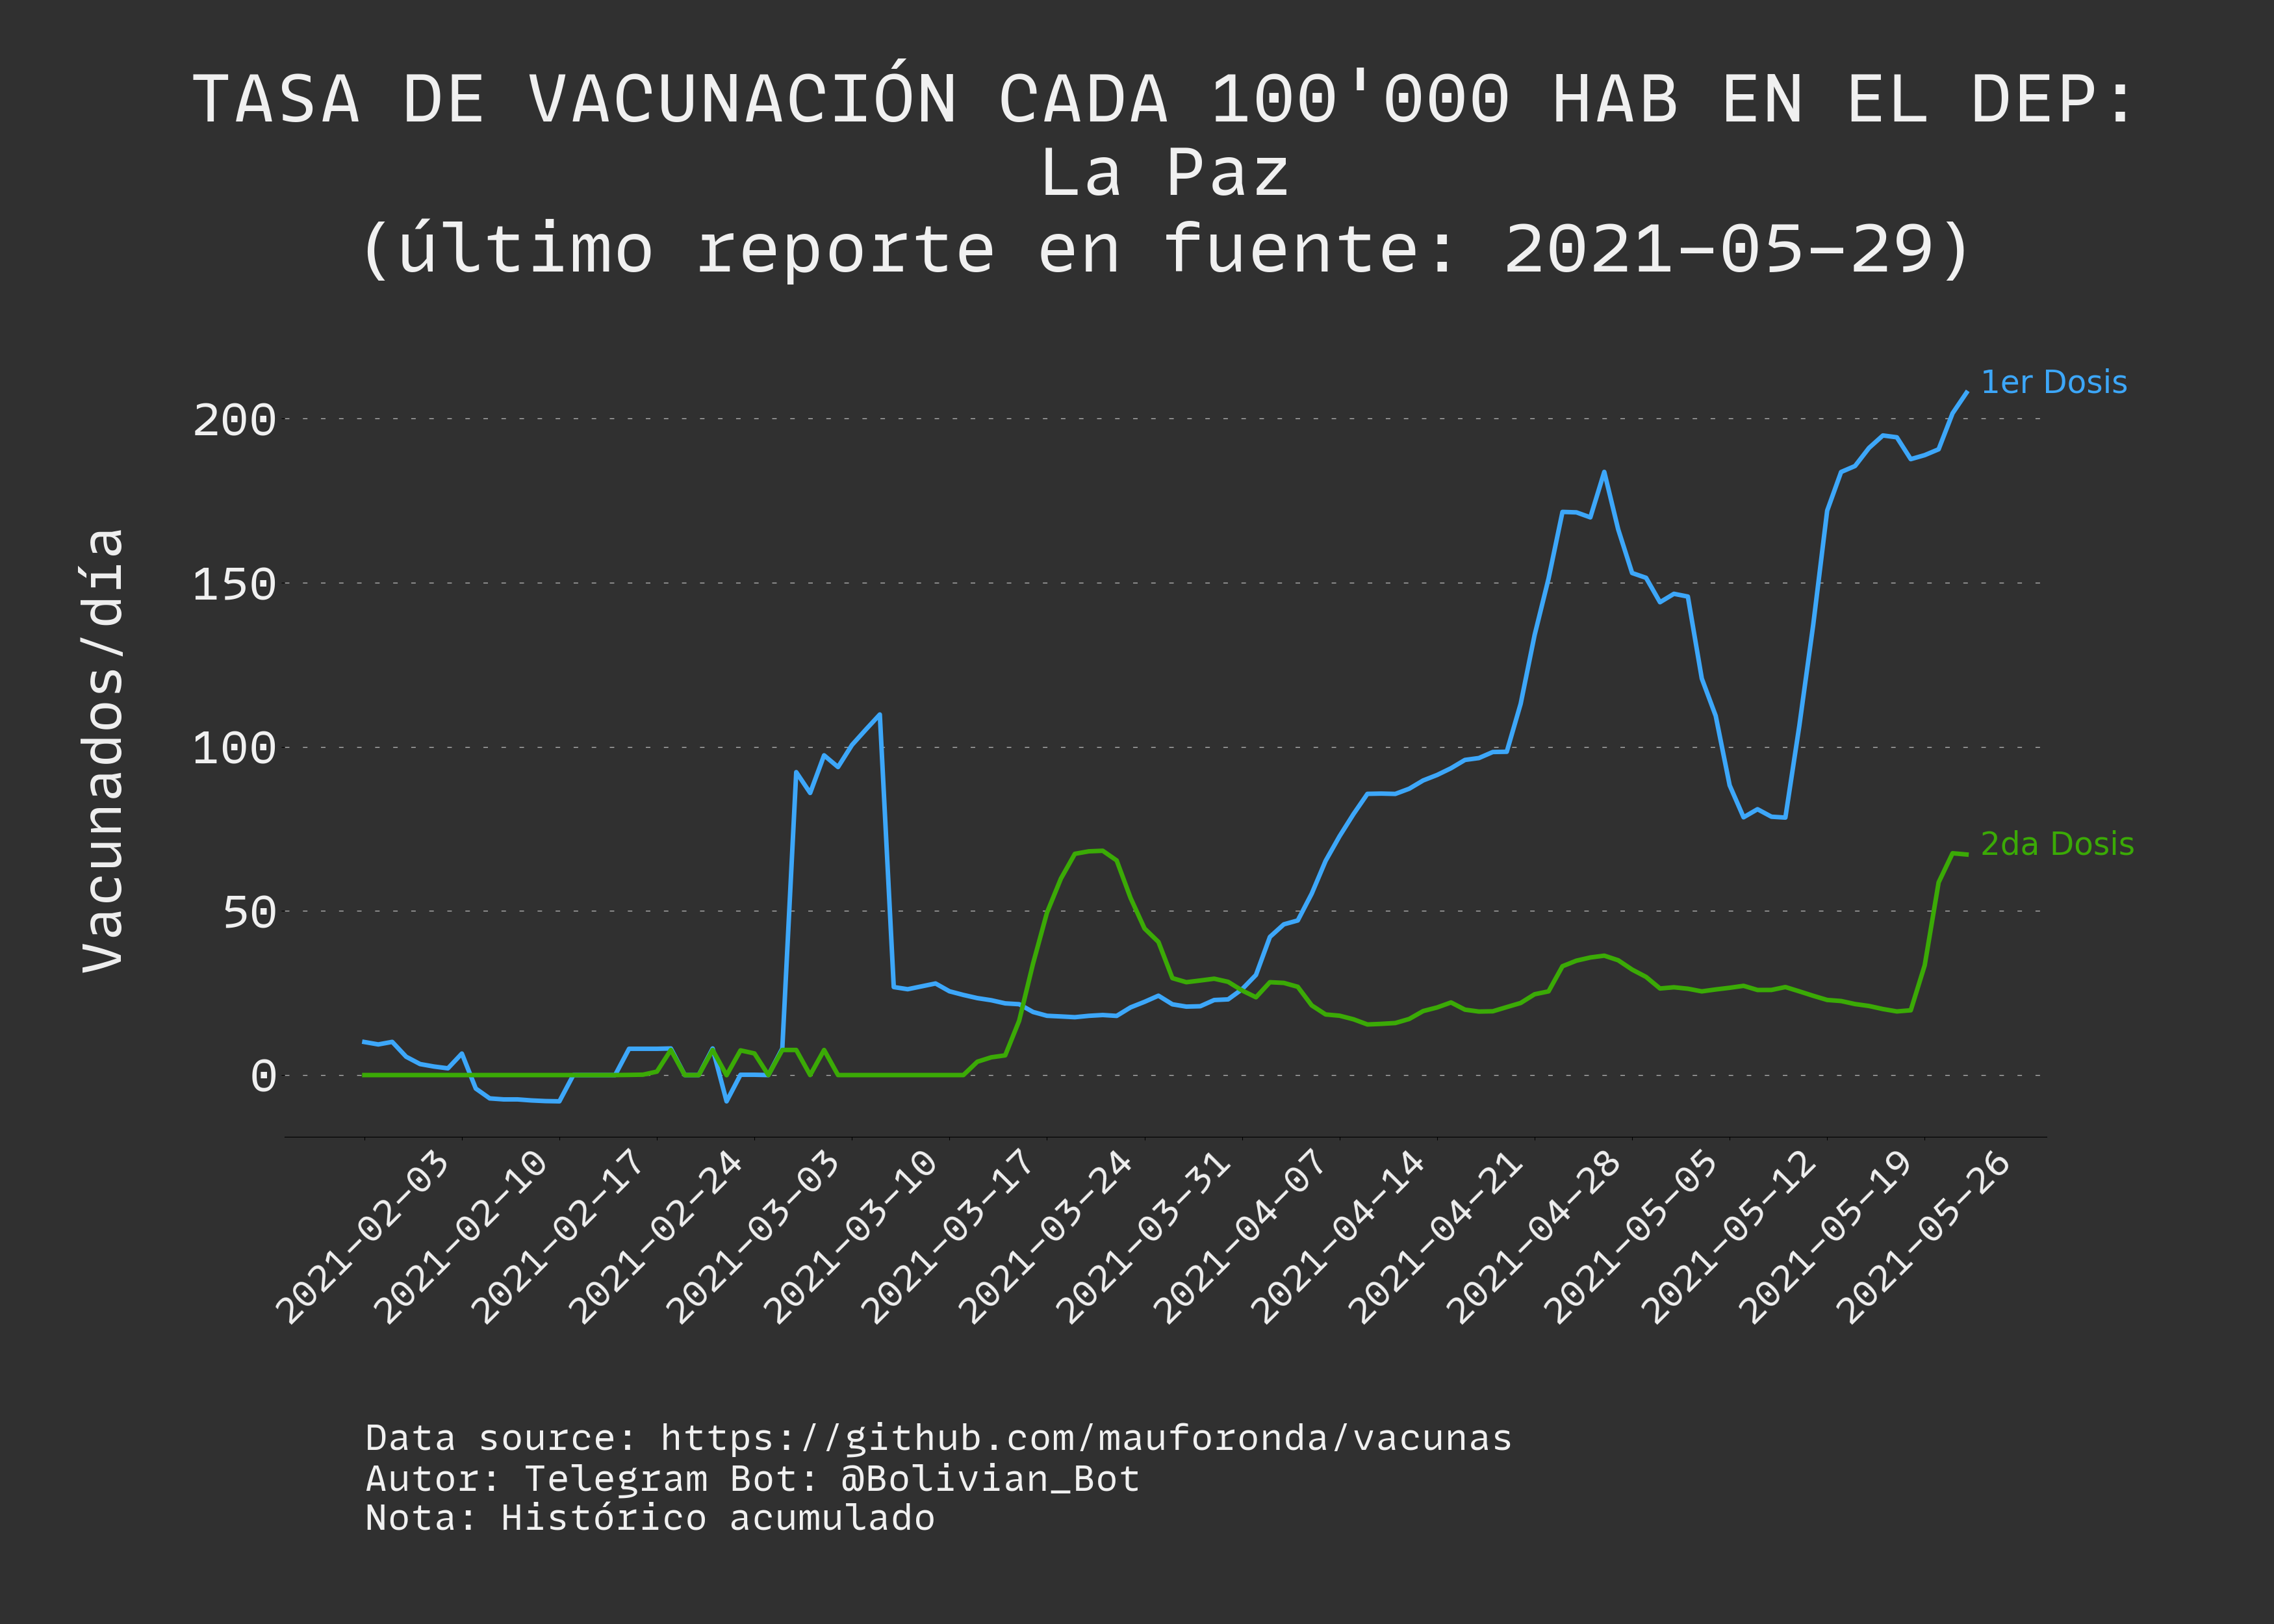 TASA DE VACUNACIÓN CADA 100'000 HAB EN EL DEP:
La Paz
(último reporte en fuente: 2021-05-29)
1er Dosis
200
150
100
2da Dosis
50
0
Vacunados/día
2021-02-03
2021-02-10
2021-02-17
2021-02-24
2021-03-03
2021-03-10
2021-03-17
2021-03-24
2021-03-31
2021-04-07
2021-04-14
2021-04-21
2021-04-28
2021-05-05
2021-05-12
2021-05-19
2021-05-26
Data source: https://github.com/mauforonda/vacunas
Autor: Telegram Bot: @Bolivian_Bot
Nota: Histórico acumulado